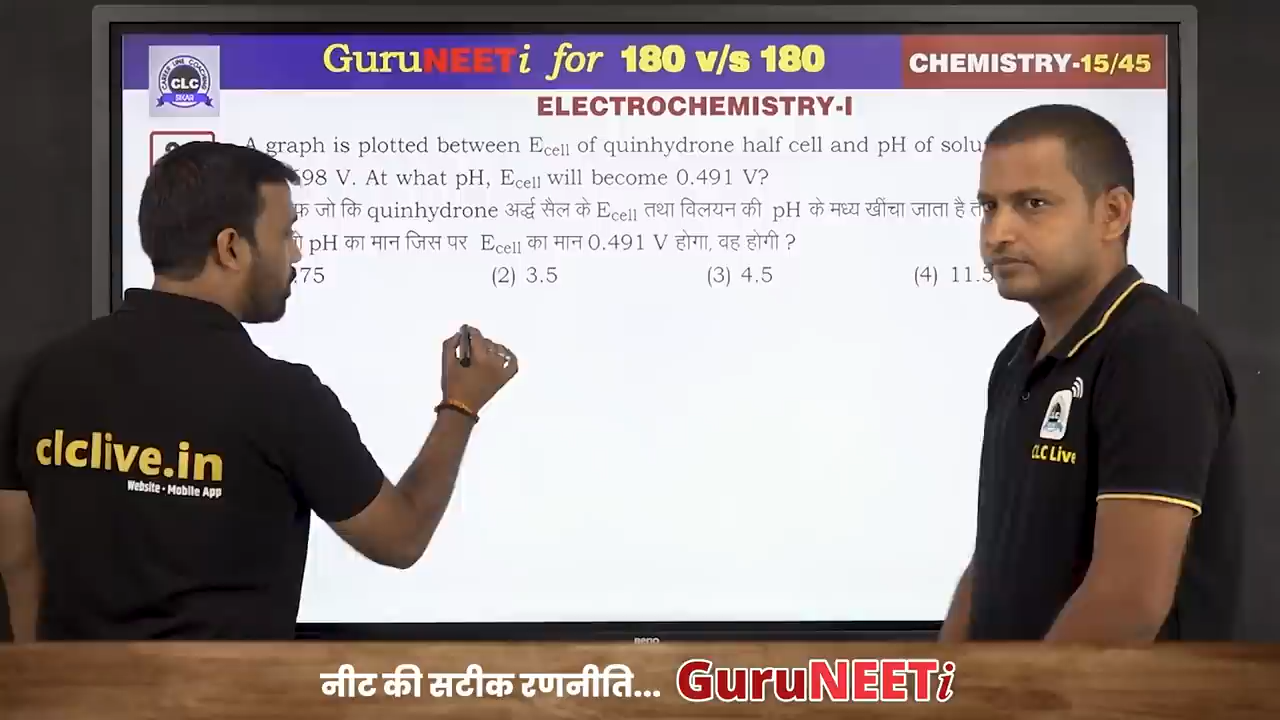 GuruNEETi for 180 v/s 180
CHEMISTRY-15/45
CLC
SIKAR
ELECTROCHEMISTRY-I
A graph is plotted between Ecell of quinhydrone half cell and pH of
98 V. At what pH, Ecell will become 0.491 V?
जो कि quinhydrone अर्द्ध सैल के Ecell तथा विलयन की pH के मध्य खींचा जाता है
pH का मान जिस पर Ecell का मान 0.491 V होगा, वह होगी ?
.75 (2) 3.5 (3) 4.5 (4) 11.5
clclive.in
Website • Mobile App
CLC Live
नीट की सटीक रणनीति... GuruNEETi